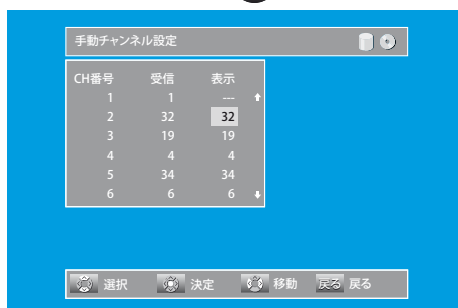 手動チャンネル設定
CH番号 受信 表示
1 1 ---
2 32 32
3 19 19
4 4 4
5 34 34
6 6 6
選択 決定 移動 戻る 戻る